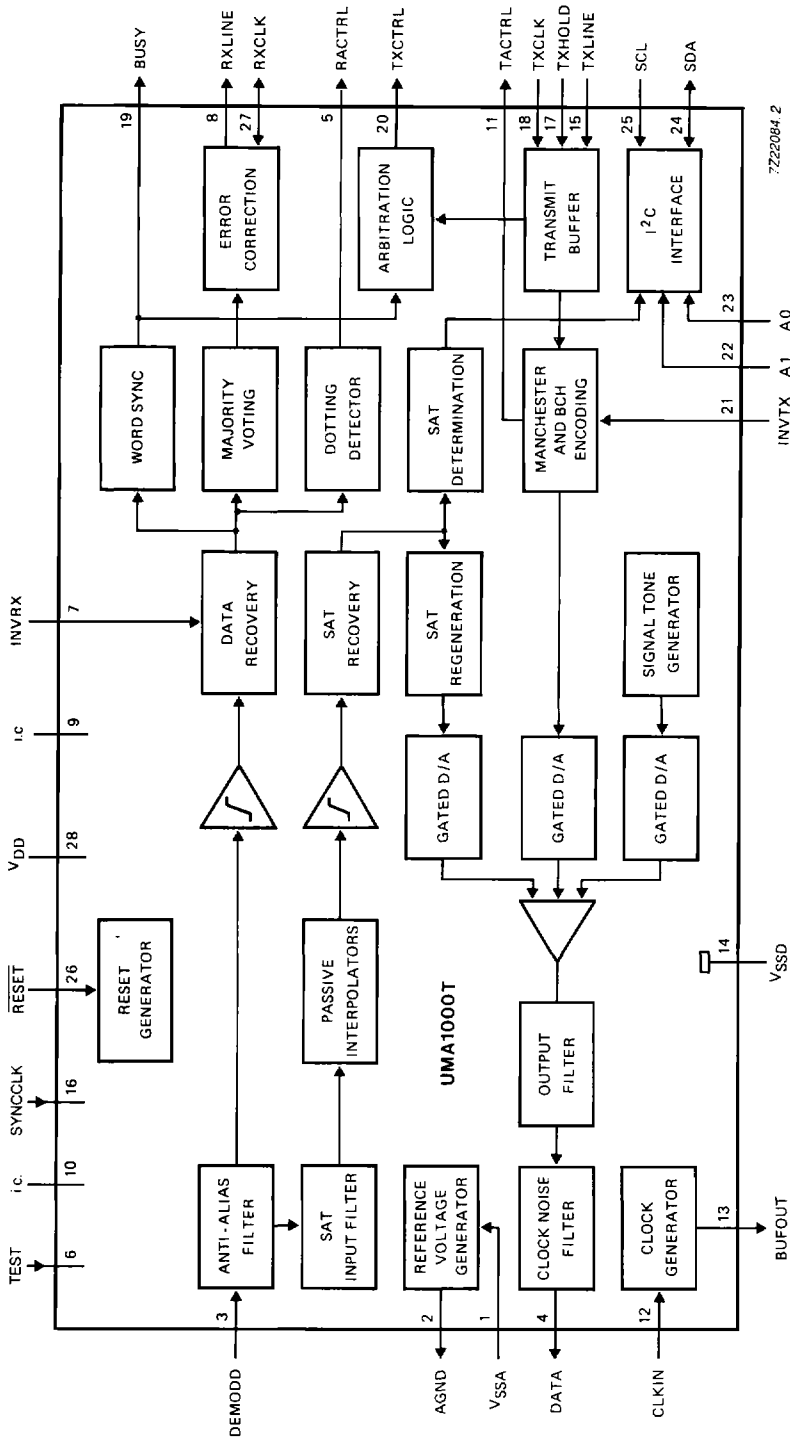 TEST
6
i.c.
10
SYNCCLK
16
RESET
26
VDD
28
i.c
9
INVRX
7
DEMODD
3
AGND
2
VSSA
1
DATA
4
CLKIN
12
BUFOUT
13
VSSD
14
INVTX
21
A1
22
A0
23
BUSY
19
RXLINE
8
RXCLK
27
RACTRL
5
TXCTRL
20
TACTRL
11
TXCLK
18
TXHOLD
17
TXLINE
15
SCL
25
SDA
24
RESET
GENERATOR
ANTI-ALIAS
FILTER
SAT
INPUT FILTER
PASSIVE
INTERPOLATORS
DATA
RECOVERY
SAT
RECOVERY
WORD SYNC
MAJORITY
VOTING
DOTTING
DETECTOR
ERROR
CORRECTION
ARBITRATION
LOGIC
REFERENCE
VOLTAGE
GENERATOR
UMA1000T
SAT
REGENERATION
SAT
DETERMINATION
GATED D/A
CLOCK NOISE
FILTER
OUTPUT
FILTER
GATED D/A
MANCHESTER
AND BCH
ENCODING
TRANSMIT
BUFFER
CLOCK
GENERATOR
GATED D/A
SIGNAL TONE
GENERATOR
I²C
INTERFACE
7Z22084.2